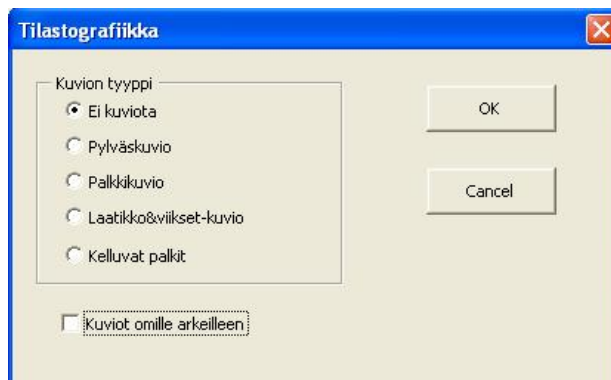 Tilastografiikka
Kuvion tyyppi
Ei kuviota
Pylväskuvio
Palkkikuvio
Laatikko&viikset-kuvio
Kelluvat palkit
Kuviot omille arkeilleen
OK
Cancel